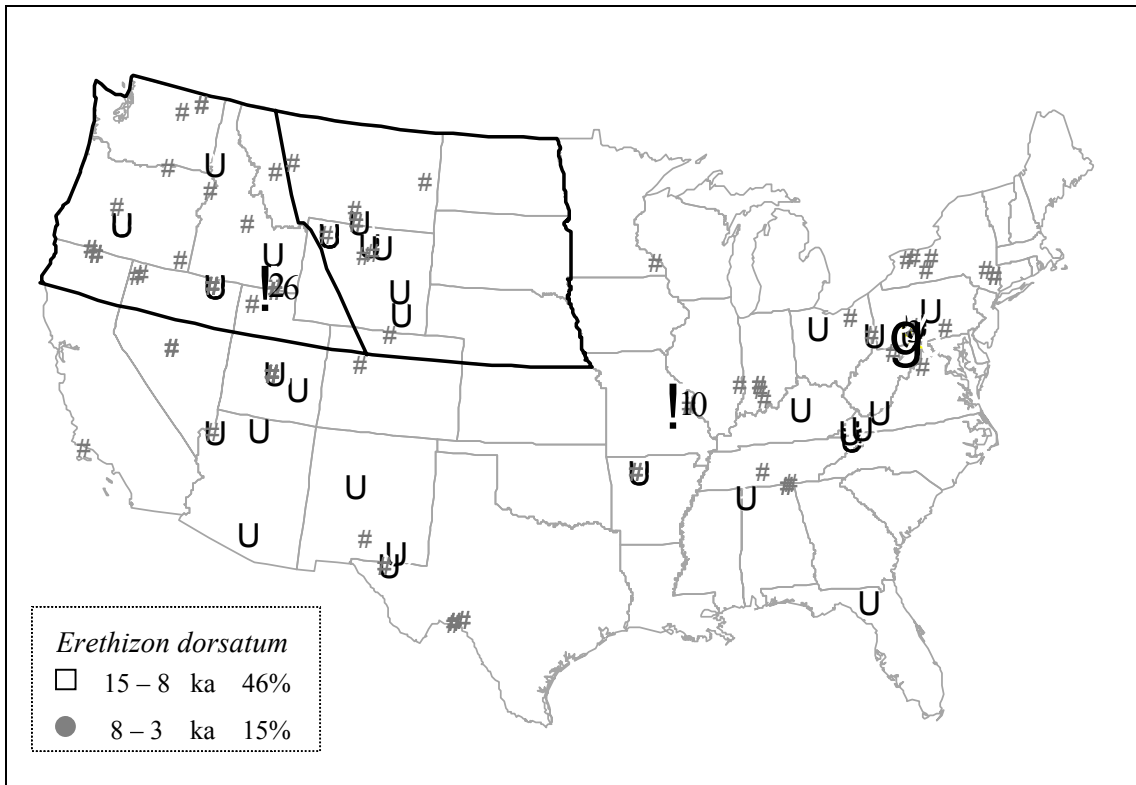 !26
g
!10
Erethizon dorsatum
15 – 8 ka 46%
8 – 3 ka 15%